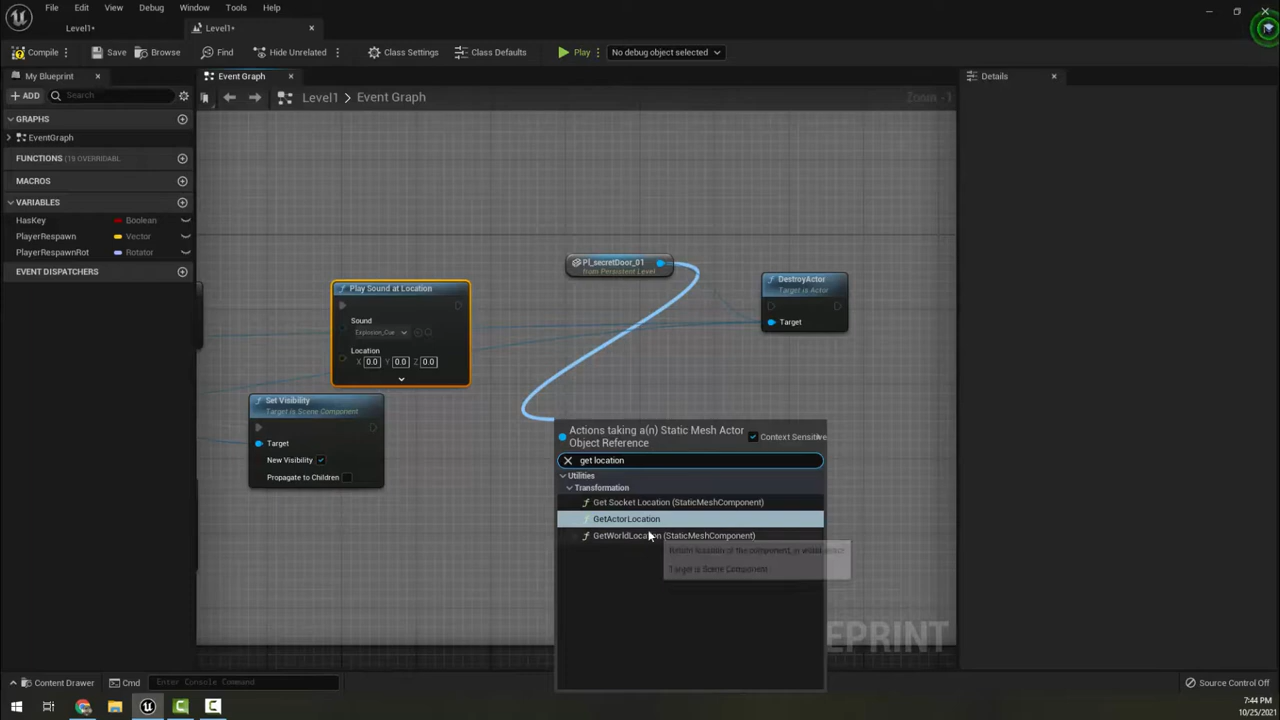 File Edit View Debug Window Tools Help
Level1• Level1•
Compile Save Browse Find Hide Unrelated Class Settings Class Defaults Play No debug object selected
My Blueprint Event Graph Details
ADD Search Level1 > Event Graph Zoom -1
GRAPHS
EventGraph
FUNCTIONS (19 OVERRIDABL
MACROS
VARIABLES
HasKey Boolean
PlayerRespawn Vector
PlayerRespawnRot Rotator
EVENT DISPATCHERS
PI_secretDoor_01
from Persistent Level
DestroyActor
Target is Actor
Target
Play Sound at Location
Sound
Explosion_Cue
Location
X 0.0 Y 0.0 Z 0.0
Set Visibility
Target is Scene Component
Target
New Visibility
Propagate to Children
Actions taking a(n) Static Mesh Actor
Object Reference
Context Sensitive
get location
Utilities
Transformation
f Get Socket Location (StaticMeshComponent)
f GetActorLocation
f GetWorldLocation (StaticMeshComponent)
Target is Scene Component
EPRINT
Content Drawer Cmd Enter Console Command Source Control Off
7:44 PM
10/25/2021